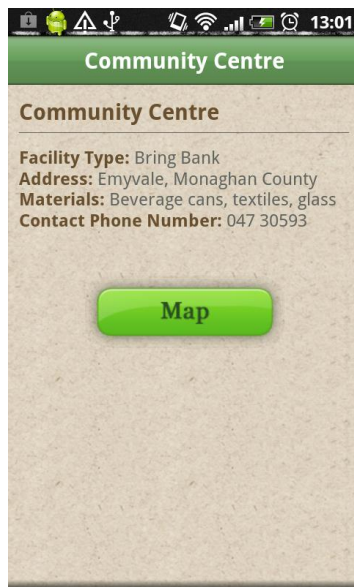 13:01
Community Centre
Community Centre
Facility Type: Bring Bank
Address: Emyvale, Monaghan County
Materials: Beverage cans, textiles, glass
Contact Phone Number: 047 30593
Map